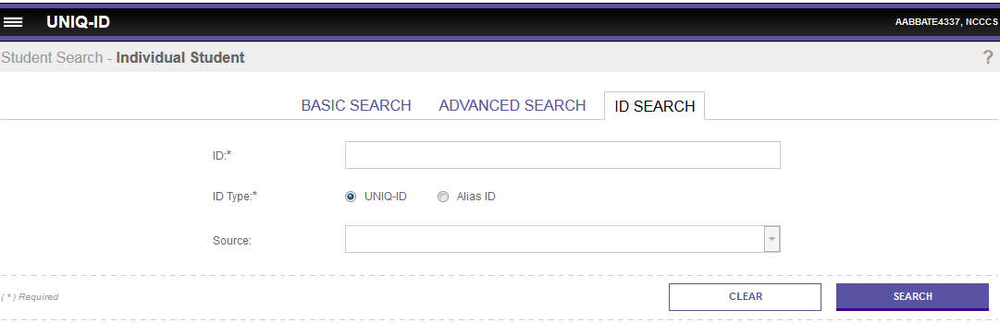 UNIQ-ID
AABBATE4337, NCCCS
Student Search - Individual Student
?
BASIC SEARCH ADVANCED SEARCH ID SEARCH
ID:*
ID Type:* UNIQ-ID Alias ID
Source:
( * ) Required CLEAR SEARCH